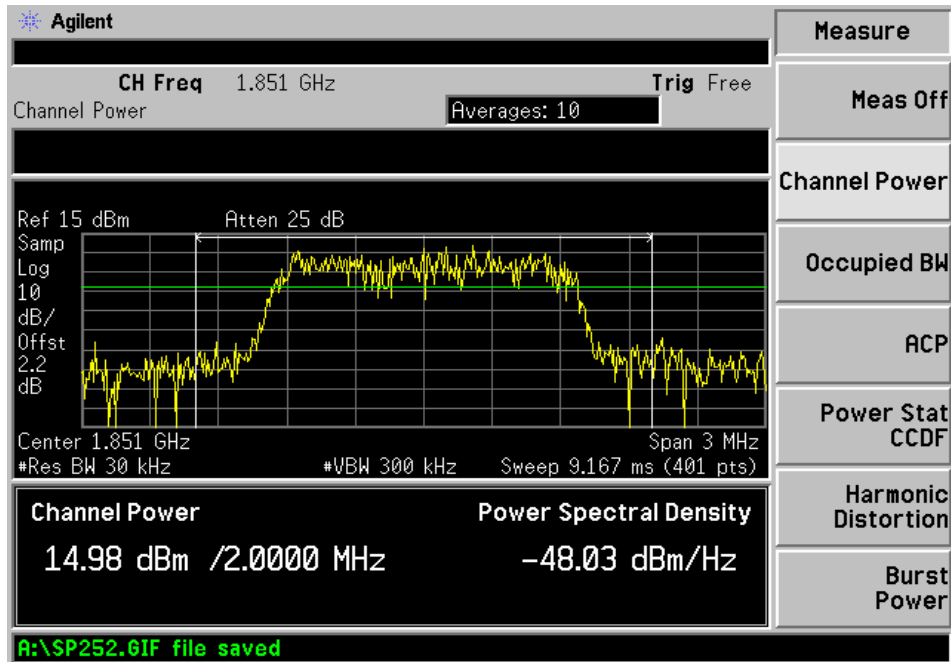 Agilent
CH Freq 1.851 GHz Trig Free
Channel Power Averages: 10
Ref 15 dBm Atten 25 dB
Samp
Log
10
dB/
Offst
2.2
dB
Center 1.851 GHz Span 3 MHz
#Res BW 30 kHz #VBW 300 kHz Sweep 9.167 ms (401 pts)
Channel Power Power Spectral Density
14.98 dBm /2.0000 MHz -48.03 dBm/Hz
A:\SP252.GIF file saved
Measure
Meas Off
Channel Power
Occupied BW
ACP
Power Stat
CCDF
Harmonic
Distortion
Burst
Power